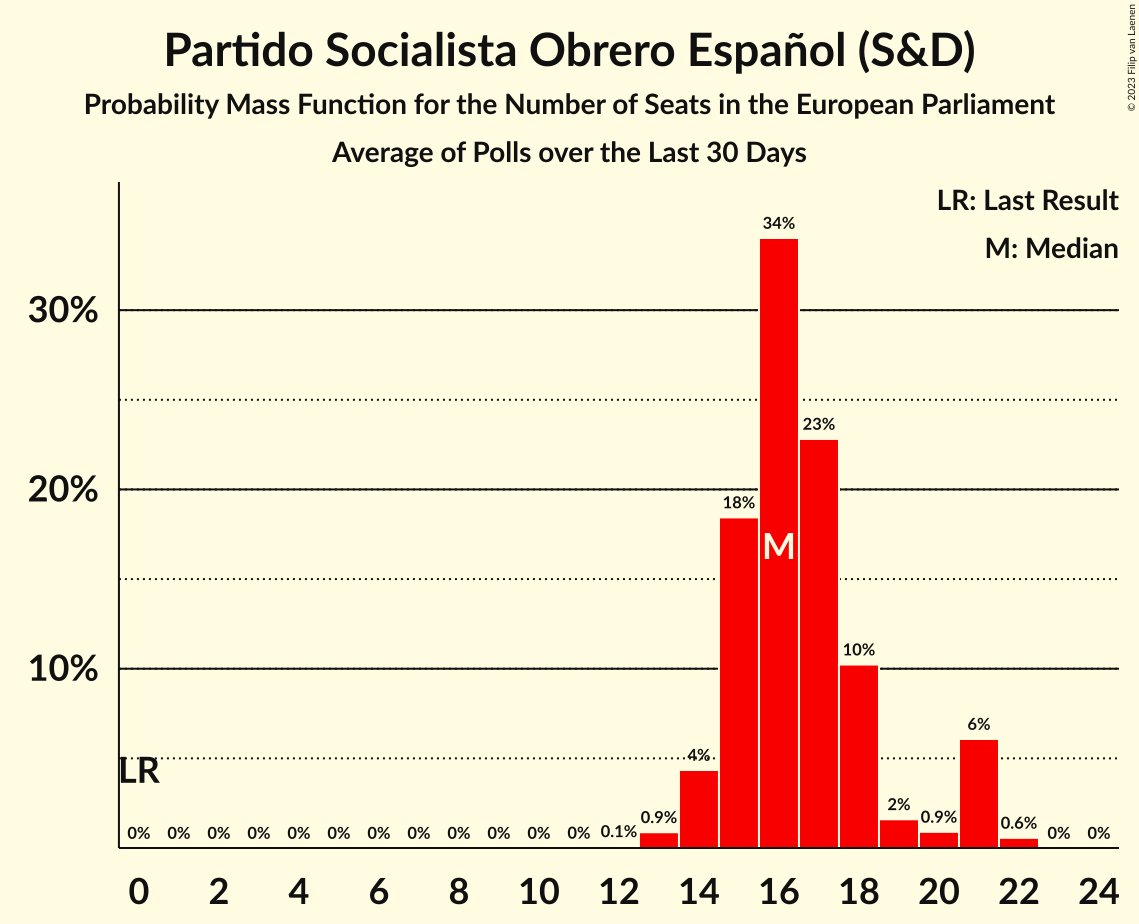 Partido Socialista Obrero Español (S&D)
Probability Mass Function for the Number of Seats in the European Parliament
Average of Polls over the Last 30 Days
© 2023 Filip van Laenen
LR: Last Result
M: Median
34%
30%
23%
20%
18%
M
10%
10%
6%
4%
LR
2%
0% 0% 0% 0% 0% 0% 0% 0% 0% 0% 0% 0% 0.1% 0.9% 0.9% 0.6% 0% 0%
0 2 4 6 8 10 12 14 16 18 20 22 24